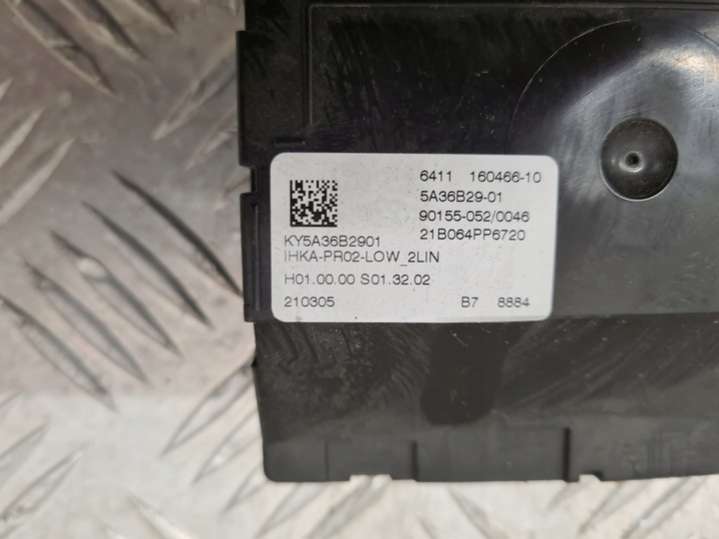 6411 160466-10
5A36B29-01
90155-052/0046
21B064PP6720
KY5A36B2901
IHKA-PR02-LOW_2LIN
H01.00.00 S01.32.02
210305 B7 8884